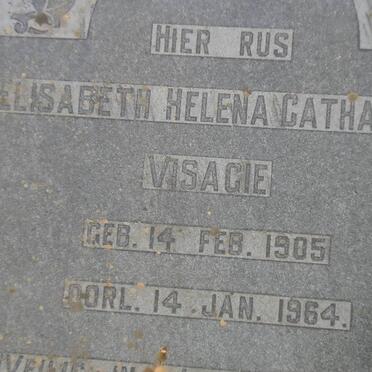 HIER RUS
ELISABETH HELENA CATHA
VISAGIE
GEB. 14 FEB. 1905
OORL. 14 JAN. 1964.